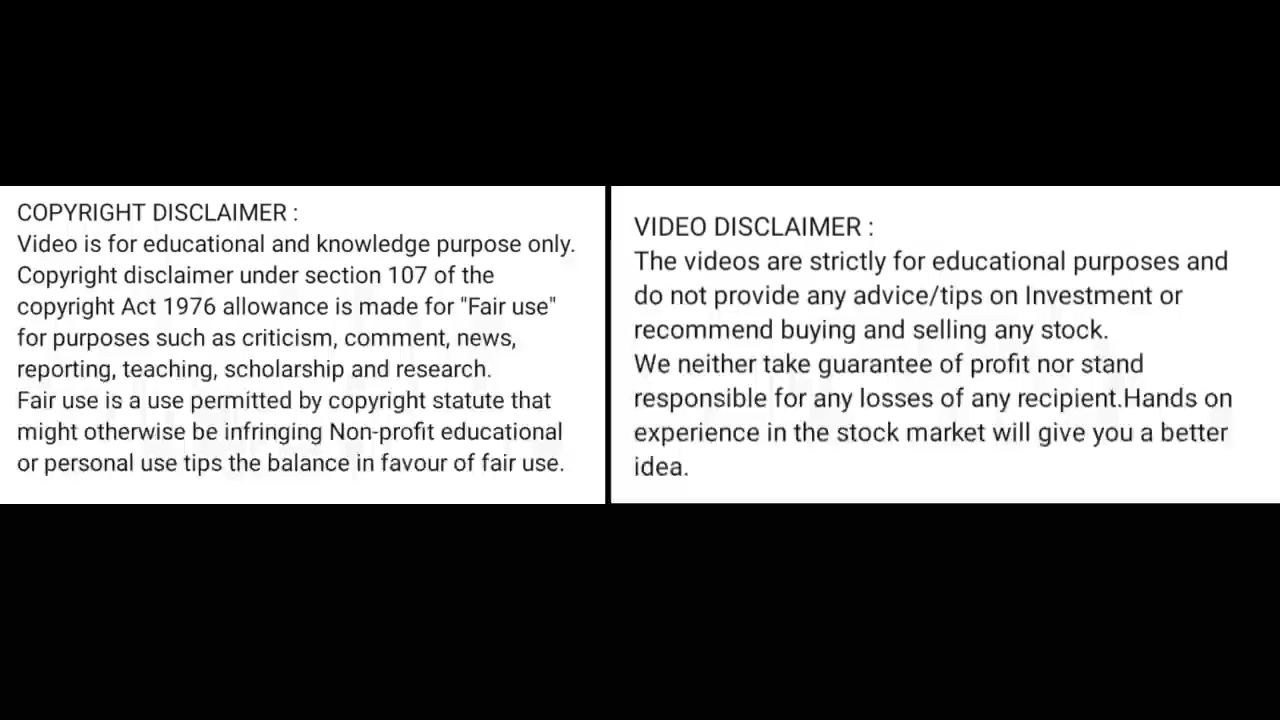 COPYRIGHT DISCLAIMER :
Video is for educational and knowledge purpose only.
Copyright disclaimer under section 107 of the
copyright Act 1976 allowance is made for "Fair use"
for purposes such as criticism, comment, news,
reporting, teaching, scholarship and research.
Fair use is a use permitted by copyright statute that
might otherwise be infringing Non-profit educational
or personal use tips the balance in favour of fair use.
VIDEO DISCLAIMER :
The videos are strictly for educational purposes and
do not provide any advice/tips on Investment or
recommend buying and selling any stock.
We neither take guarantee of profit nor stand
responsible for any losses of any recipient.Hands on
experience in the stock market will give you a better
idea.